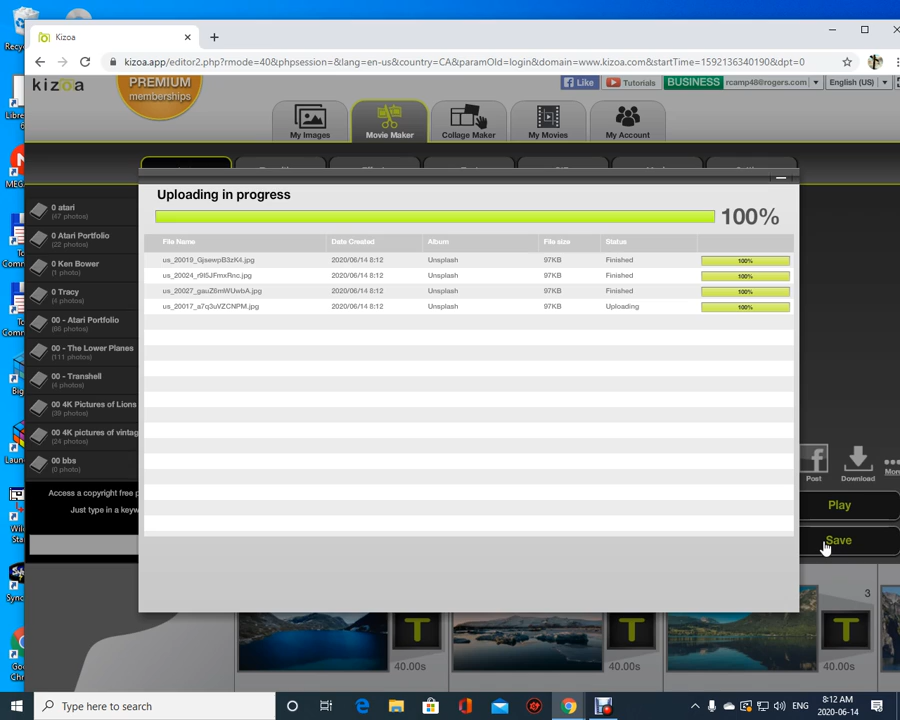 Kizoa
kizoa.app/editor2.php?rmode=40&phpsession=&lang=en-us&country=CA&paramOld=login&domain=www.kizoa.com&startTime=1592136340190&dpt=0
kizoa
PREMIUM
memberships
Like
Tutorials
BUSINESS
rcamp48@rogers.com
English (US)
My Images
Movie Maker
Collage Maker
My Movies
My Account
Uploading in progress
100%
File Name Date Created Album File size Status
us_20019_GjsewpB3zK4.jpg 2020/06/14 8:12 Unsplash 97KB Finished 100%
us_20024_r9I5JFmxRnc.jpg 2020/06/14 8:12 Unsplash 97KB Finished 100%
us_20027_gauZ6mWUwbA.jpg 2020/06/14 8:12 Unsplash 97KB Finished 100%
us_20017_a7q3uVZCNPM.jpg 2020/06/14 8:12 Unsplash 97KB Uploading 100%
0 atari
(47 photos)
0 Atari Portfolio
(22 photos)
0 Ken Bower
(1 photo)
0 Tracy
(4 photos)
00 - Atari Portfolio
(88 photos)
00 - The Lower Planes
(111 photos)
00 - Transhell
(4 photos)
00 4K Pictures of Lions
(39 photos)
00 4K pictures of vintag
(24 photos)
00 bbs
(0 photo)
Access a copyright free p
Just type in a keyw
Post
Download
Play
Save
3
T
T
T
40.00s
40.00s
40.00s
Type here to search
ENG
8:12 AM
2020-06-14